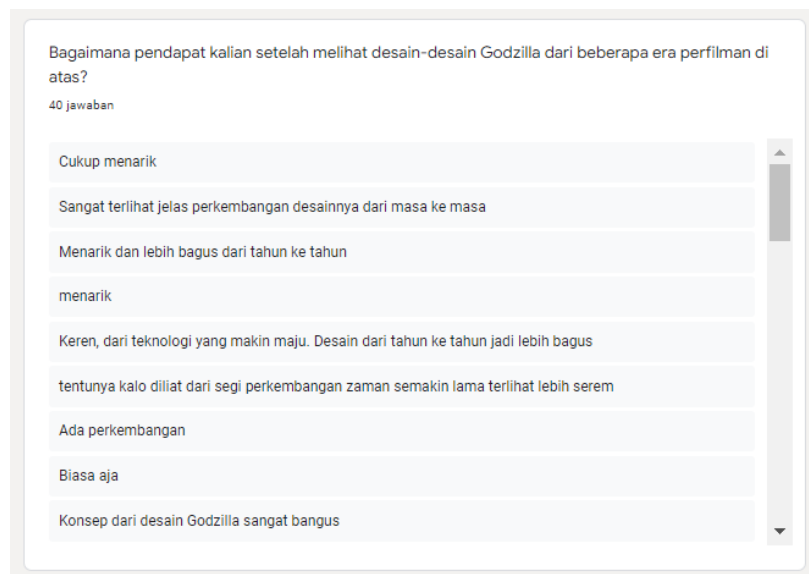 Bagaimana pendapat kalian setelah melihat desain-desain Godzilla dari beberapa era perfilman di
atas?
40 jawaban
Cukup menarik
Sangat terlihat jelas perkembangan desainnya dari masa ke masa
Menarik dan lebih bagus dari tahun ke tahun
menarik
Keren, dari teknologi yang makin maju. Desain dari tahun ke tahun jadi lebih bagus
tentunya kalo diliat dari segi perkembangan zaman semakin lama terlihat lebih serem
Ada perkembangan
Biasa aja
Konsep dari desain Godzilla sangat bangus